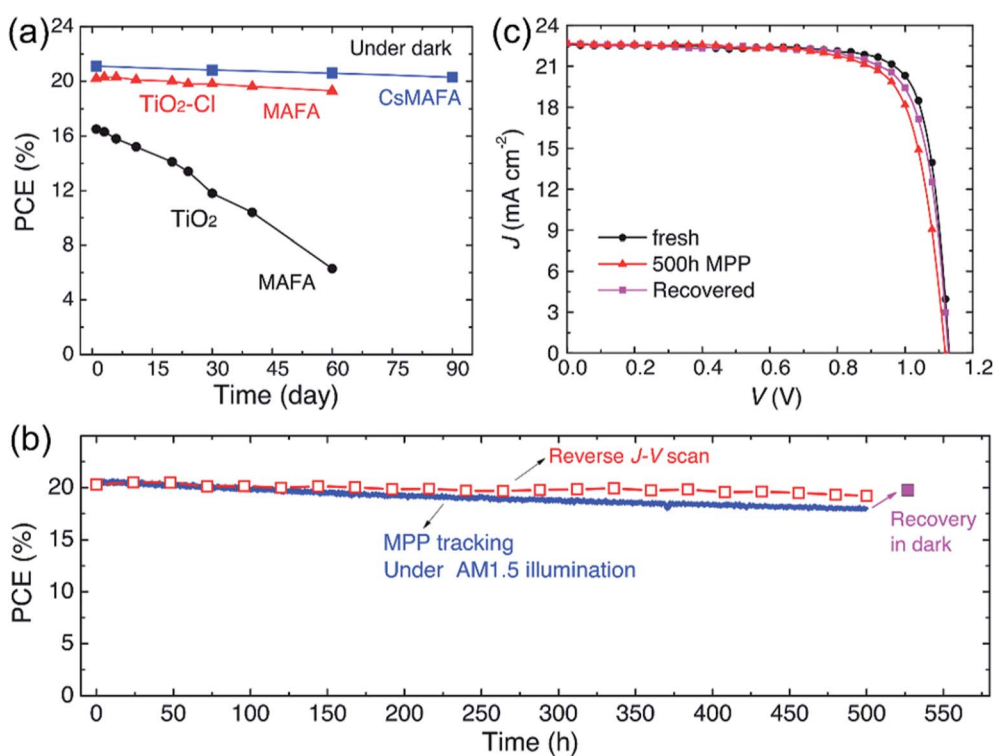 (a)
24
20
16
12
8
4
0
PCE (%)
Under dark
TiO2-Cl
MAFA
CsMAFA
TiO2
MAFA
0 15 30 45 60 75 90
Time (day)
(c)
24
21
18
15
12
9
6
3
0
J (mA cm-2)
fresh
500h MPP
Recovered
0.0 0.2 0.4 0.6 0.8 1.0 1.2
V (V)
(b)
20
15
10
5
0
PCE (%)
Reverse J-V scan
MPP tracking
Under AM1.5 illumination
Recovery
in dark
0 50 100 150 200 250 300 350 400 450 500 550
Time (h)